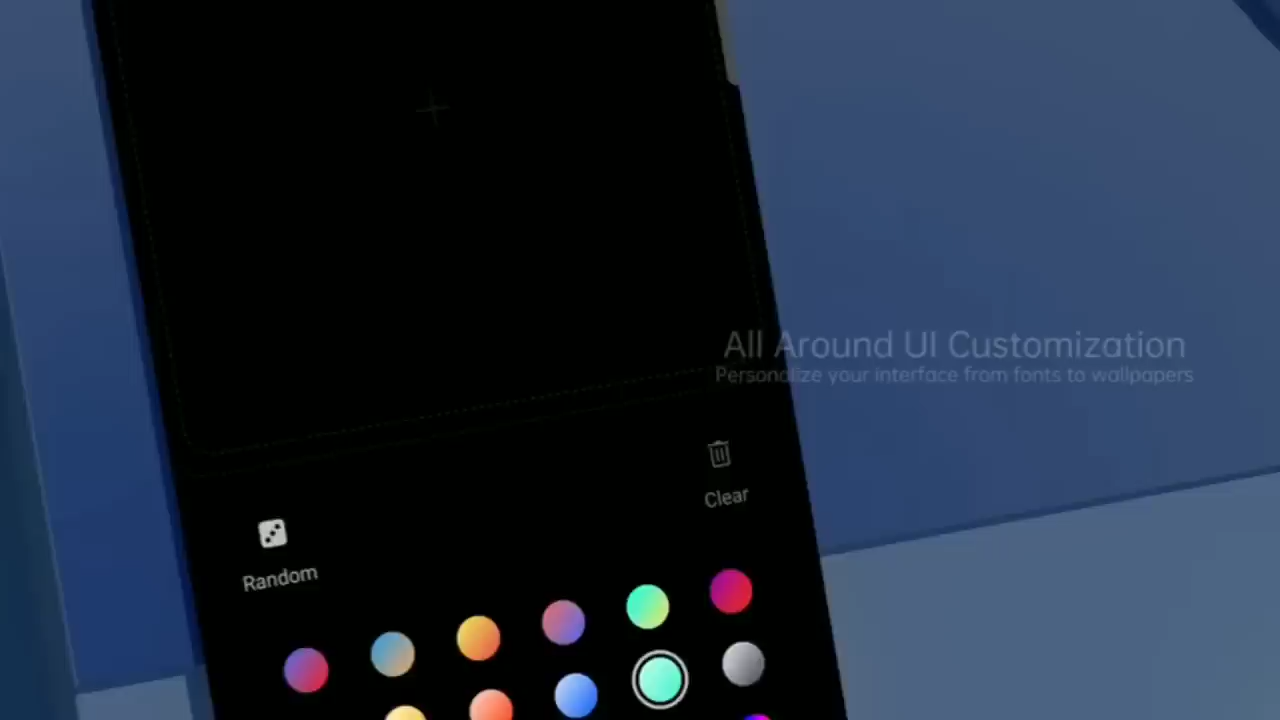 All Around UI Customization
Personalize your interface from fonts to wallpapers
Clear
Random